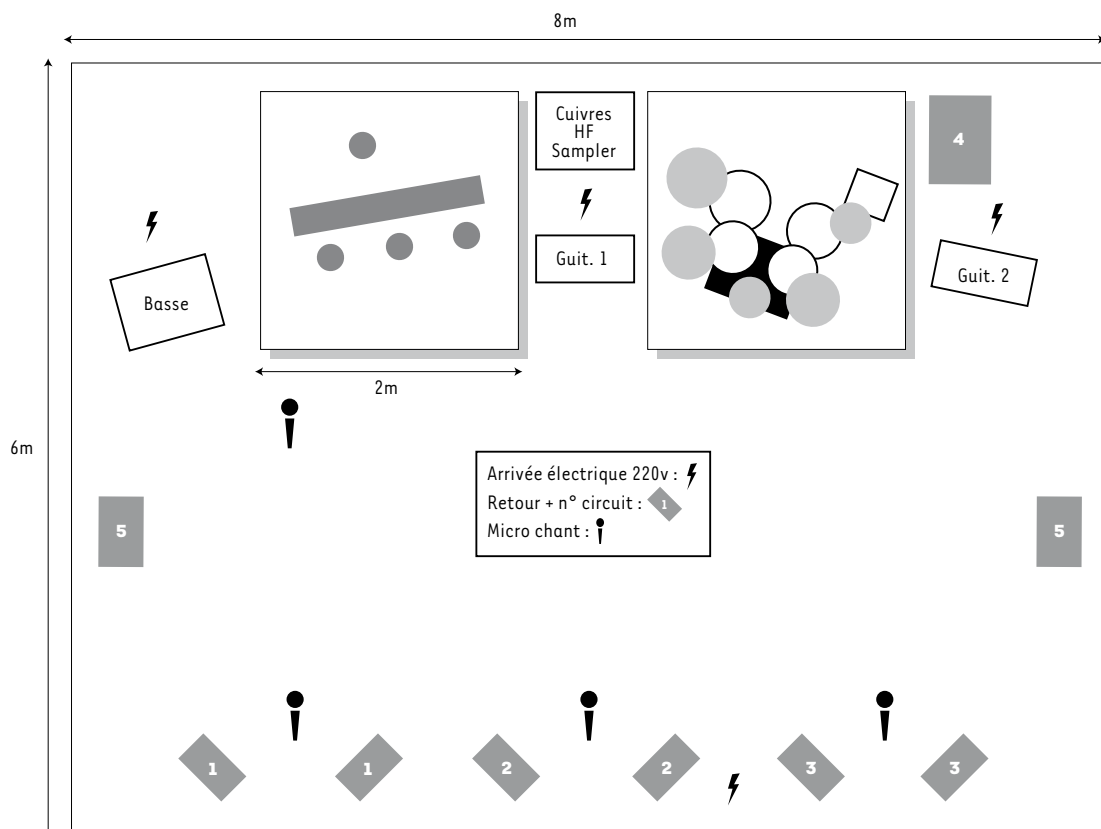 8m
Cuivres
HF
Sampler
4
Guit. 1
Guit. 2
Basse
2m
6m
Arrivée électrique 220v :
Retour + n° circuit : 1
Micro chant :
5
5
1
1
2
2
3
3